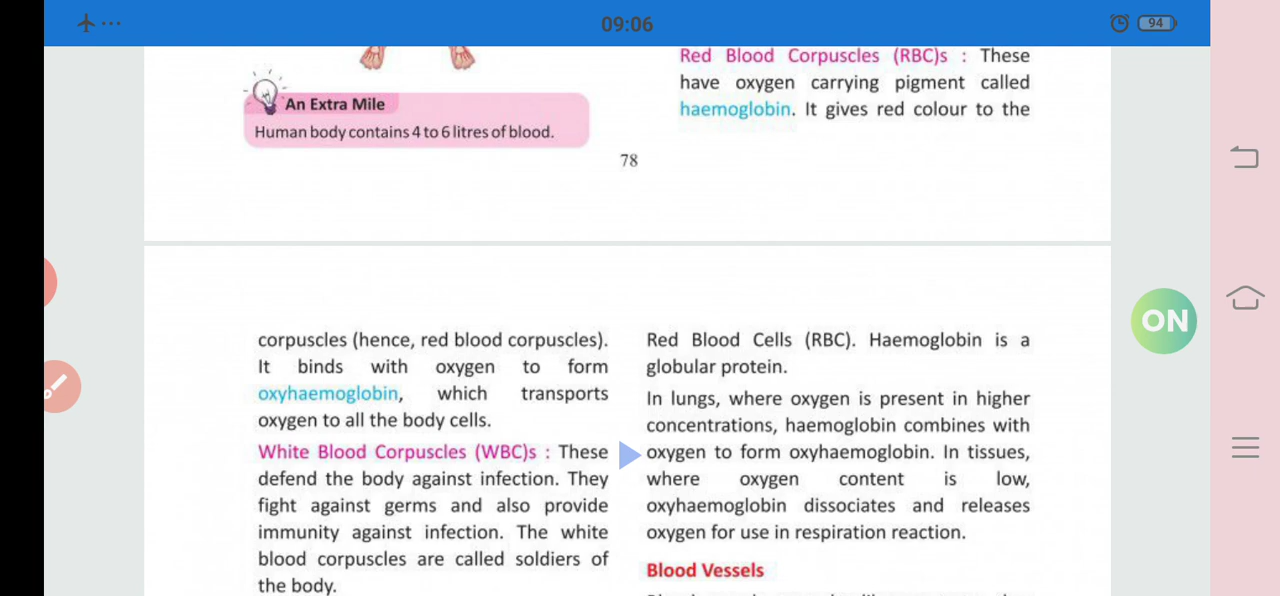 09:06
94
An Extra Mile
Human body contains 4 to 6 litres of blood.
Red Blood Corpuscles (RBC)s : These
have oxygen carrying pigment called
haemoglobin. It gives red colour to the
78
corpuscles (hence, red blood corpuscles).
It binds with oxygen to form
oxyhaemoglobin, which transports
oxygen to all the body cells.
White Blood Corpuscles (WBC)s : These
defend the body against infection. They
fight against germs and also provide
immunity against infection. The white
blood corpuscles are called soldiers of
the body.
Red Blood Cells (RBC). Haemoglobin is a
globular protein.
In lungs, where oxygen is present in higher
concentrations, haemoglobin combines with
oxygen to form oxyhaemoglobin. In tissues,
where oxygen content is low,
oxyhaemoglobin dissociates and releases
oxygen for use in respiration reaction.
Blood Vessels
ON